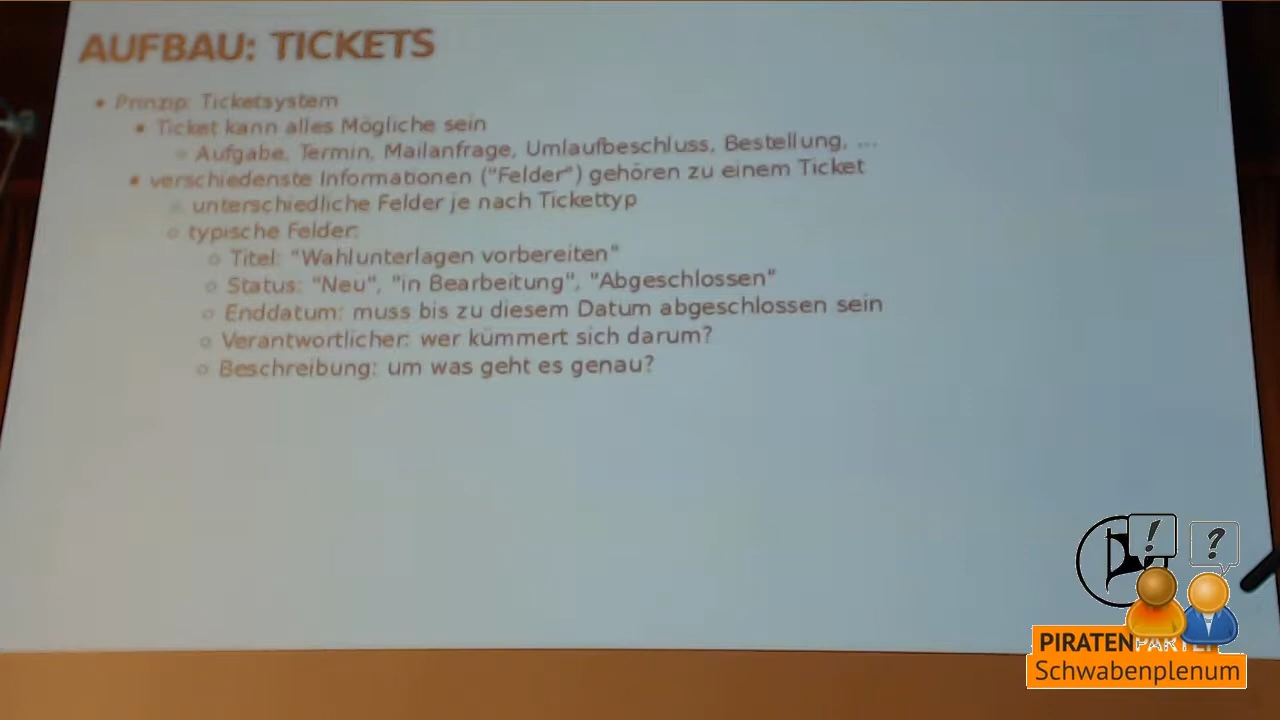 AUFBAU: TICKETS
• Prinzip: Ticketsystem
• Ticket kann alles Mögliche sein
○ Aufgabe, Termin, Mailanfrage, Umlaufbeschluss, Bestellung, ...
• verschiedenste Informationen ("Felder") gehören zu einem Ticket
○ unterschiedliche Felder je nach Tickettyp
○ typische Felder:
○ Titel: "Wahlunterlagen vorbereiten"
○ Status: "Neu", "in Bearbeitung", "Abgeschlossen"
○ Enddatum: muss bis zu diesem Datum abgeschlossen sein
○ Verantwortlicher: wer kümmert sich darum?
○ Beschreibung: um was geht es genau?
! ?
PIRATENPARTEI
Schwabenplenum